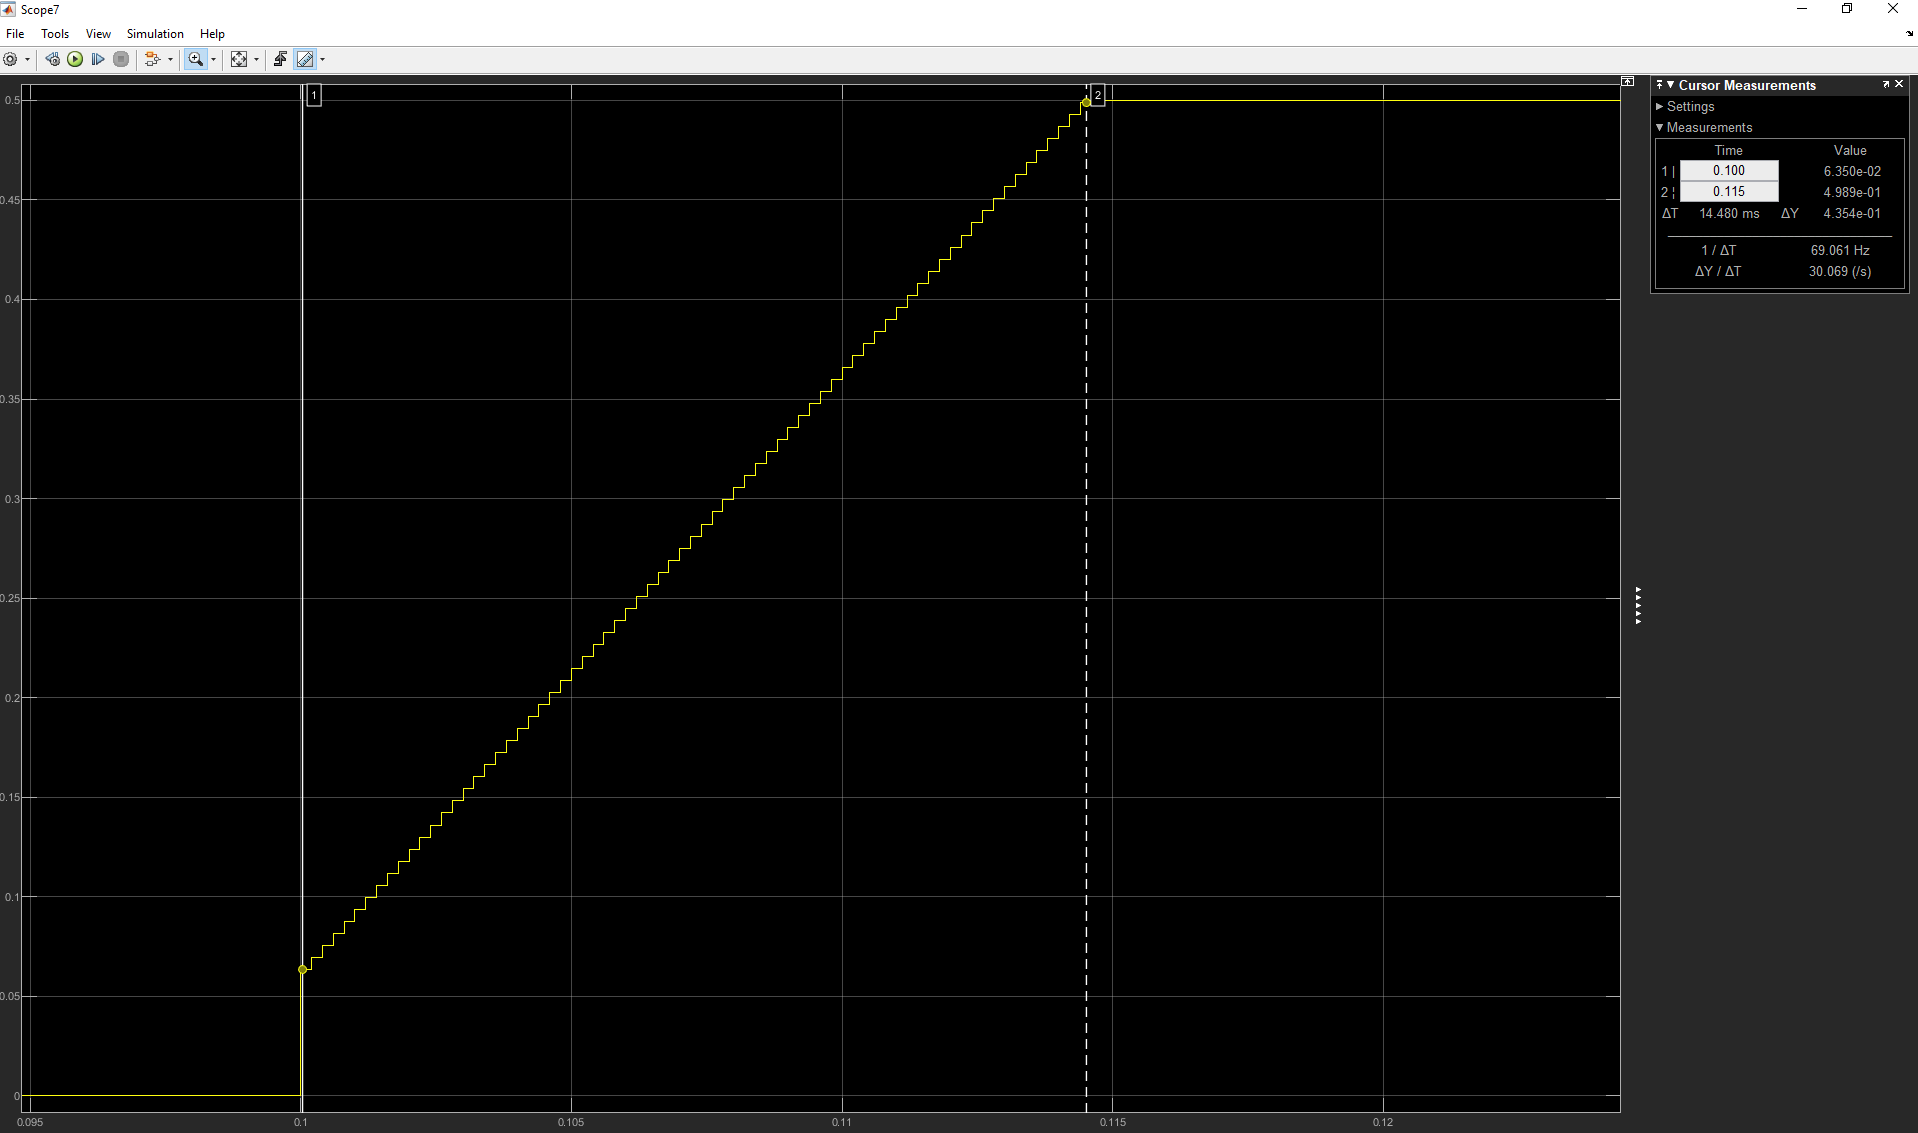 Scope7
File Tools View Simulation Help
1
2
0.5
0.45
0.4
0.35
0.3
0.25
0.2
0.15
0.1
0.05
0
0.095 0.1 0.105 0.11 0.115 0.12
Cursor Measurements
Settings
Measurements
Time Value
1 | 0.100 6.350e-02
2 ¦ 0.115 4.989e-01
ΔT 14.480 ms ΔY 4.354e-01
1 / ΔT 69.061 Hz
ΔY / ΔT 30.069 (/s)